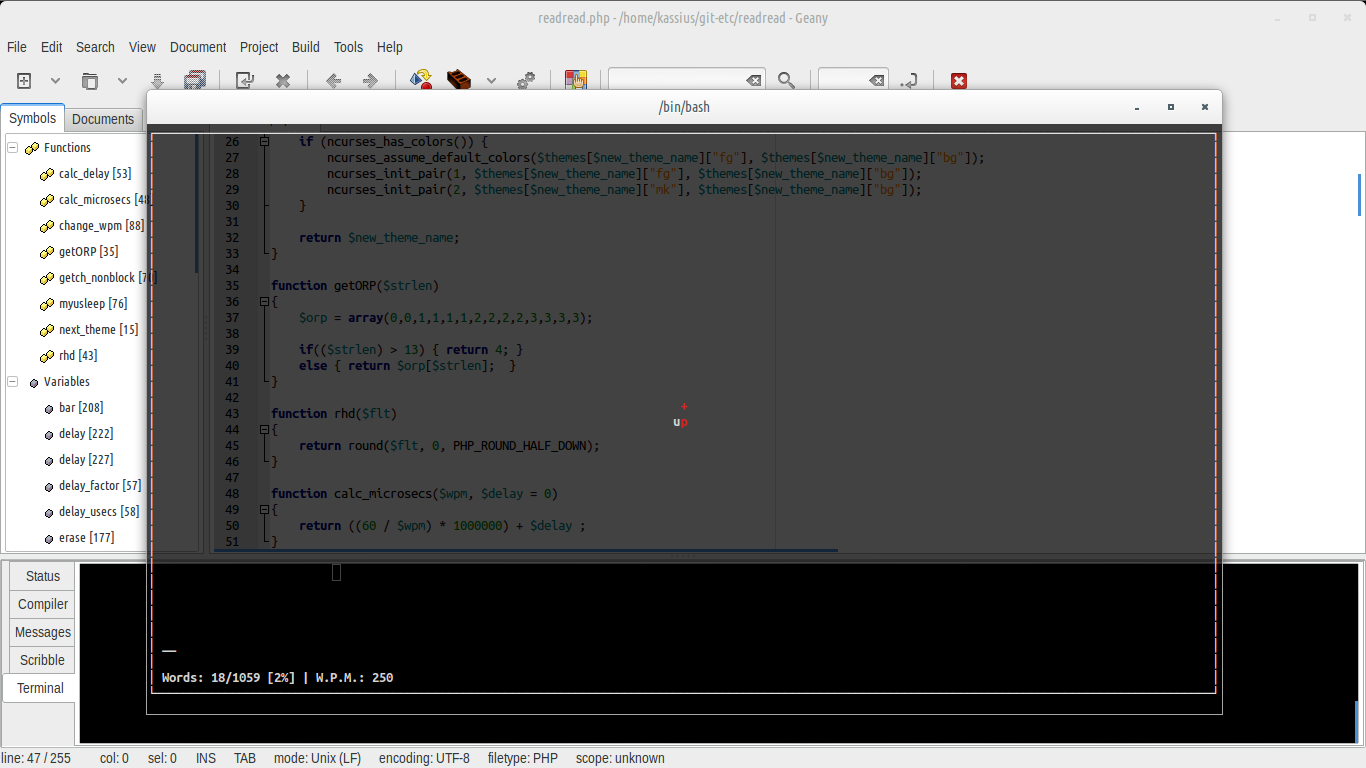 readread.php - /home/kassius/git-etc/readread - Geany
File Edit Search View Document Project Build Tools Help
Symbols Documents
/bin/bash
Functions
calc_delay [53]
calc_microsecs [48
change_wpm [88]
getORP [35]
getch_nonblock
myusleep [76]
next_theme [15]
rhd [43]
Variables
bar [208]
delay [222]
delay [227]
delay_factor [57]
delay_usecs [58]
erase [177]
26 if (ncurses_has_colors()) {
27 ncurses_assume_default_colors($themes[$new_theme_name]["fg"], $themes[$new_theme_name]["bg"]);
28 ncurses_init_pair(1, $themes[$new_theme_name]["fg"], $themes[$new_theme_name]["bg"]);
29 ncurses_init_pair(2, $themes[$new_theme_name]["mk"], $themes[$new_theme_name]["bg"]);
30 }
31
32 return $new_theme_name;
33 }
34
35 function getORP($strlen)
36 {
37 $orp = array(0,0,1,1,1,1,2,2,2,2,3,3,3,3);
38
39 if(($strlen) > 13) { return 4; }
40 else { return $orp[$strlen]; }
41 }
42
43 function rhd($flt)
44 {
45 return round($flt, 0, PHP_ROUND_HALF_DOWN);
46 }
47
48 function calc_microsecs($wpm, $delay = 0)
49 {
50 return ((60 / $wpm) * 1000000) + $delay ;
51 }
+
up
Words: 18/1059 [2%] | W.P.M.: 250
Status
Compiler
Messages
Scribble
Terminal
line: 47 / 255 col: 0 sel: 0 INS TAB mode: Unix (LF) encoding: UTF-8 filetype: PHP scope: unknown